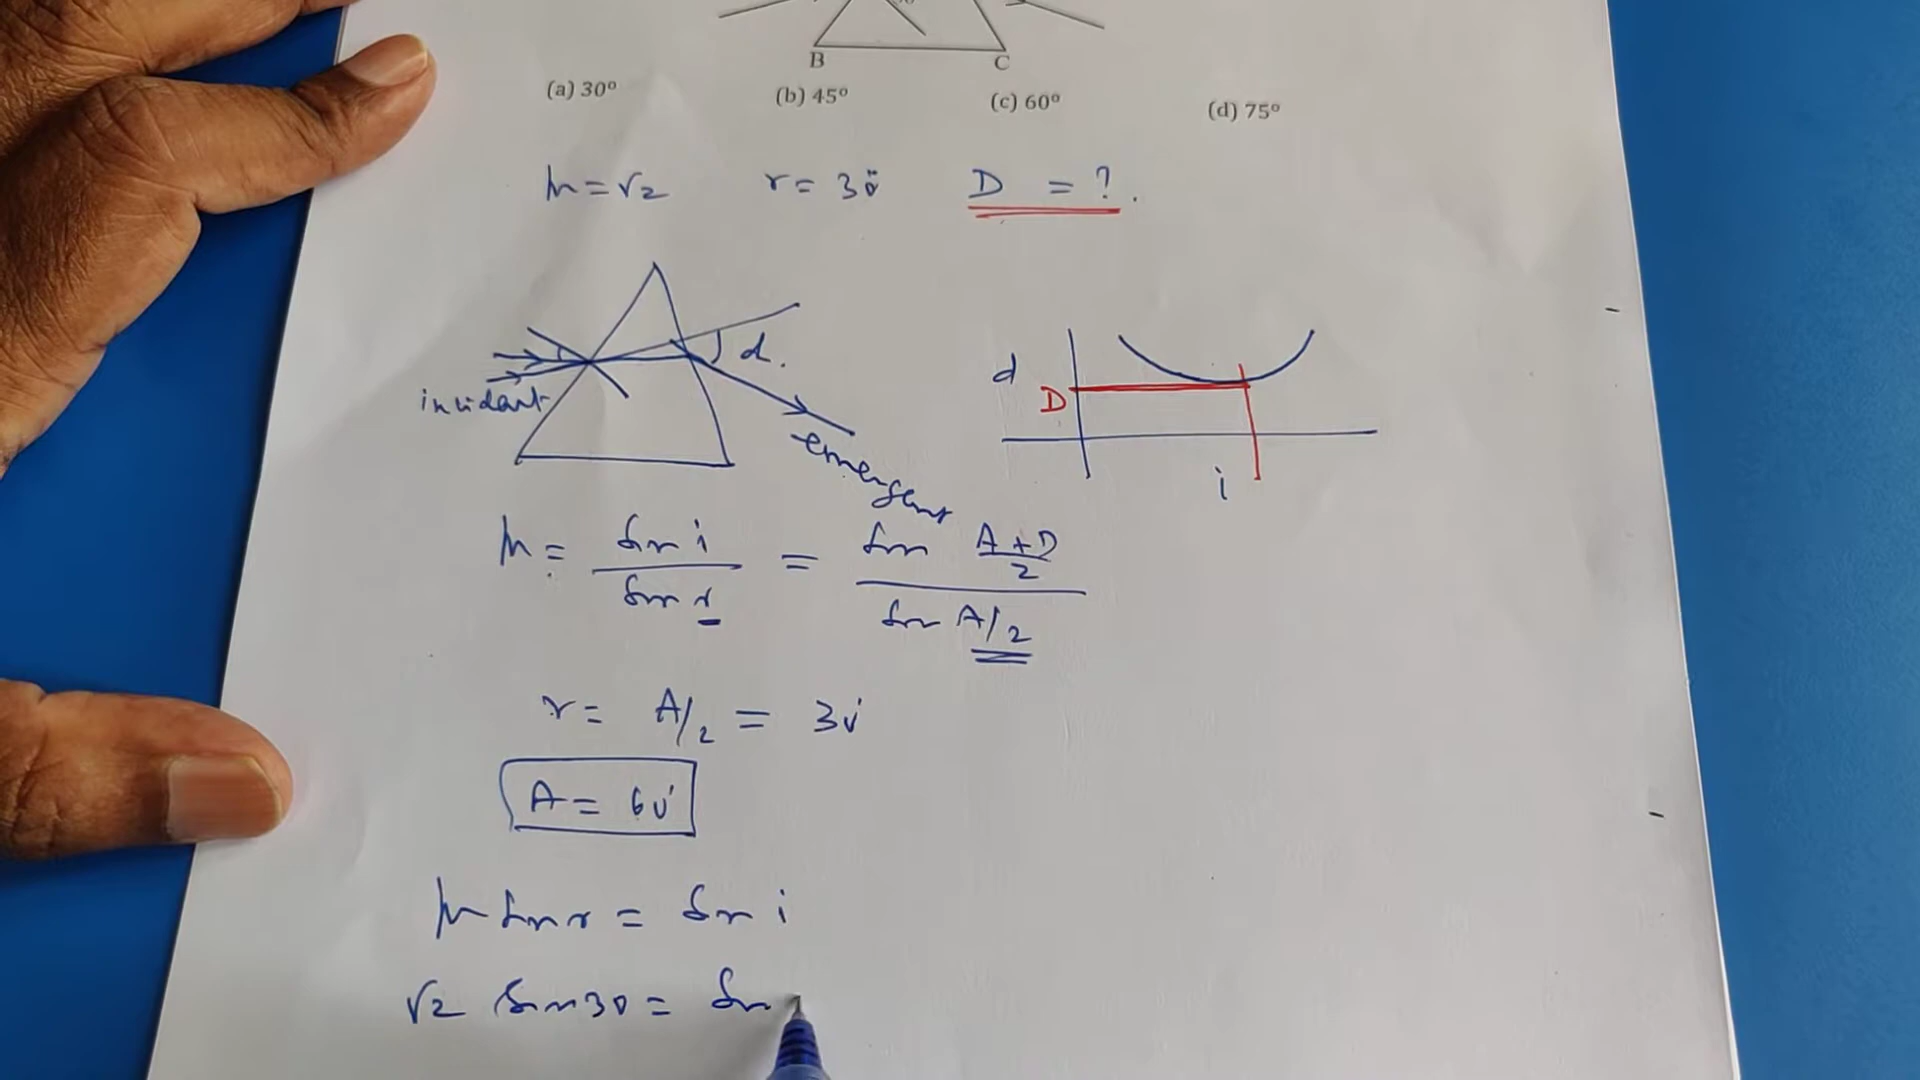 B C
(a) 30° (b) 45° (c) 60° (d) 75°
μ = √2 r = 30° D = ?.
d.
incident
emergent
d
D
i
μ = sin i / sin r = sin A+D/2 / sin A/2
r = A/2 = 30°
A = 60°
μ sin r = sin i
√2 sin 30 = sin